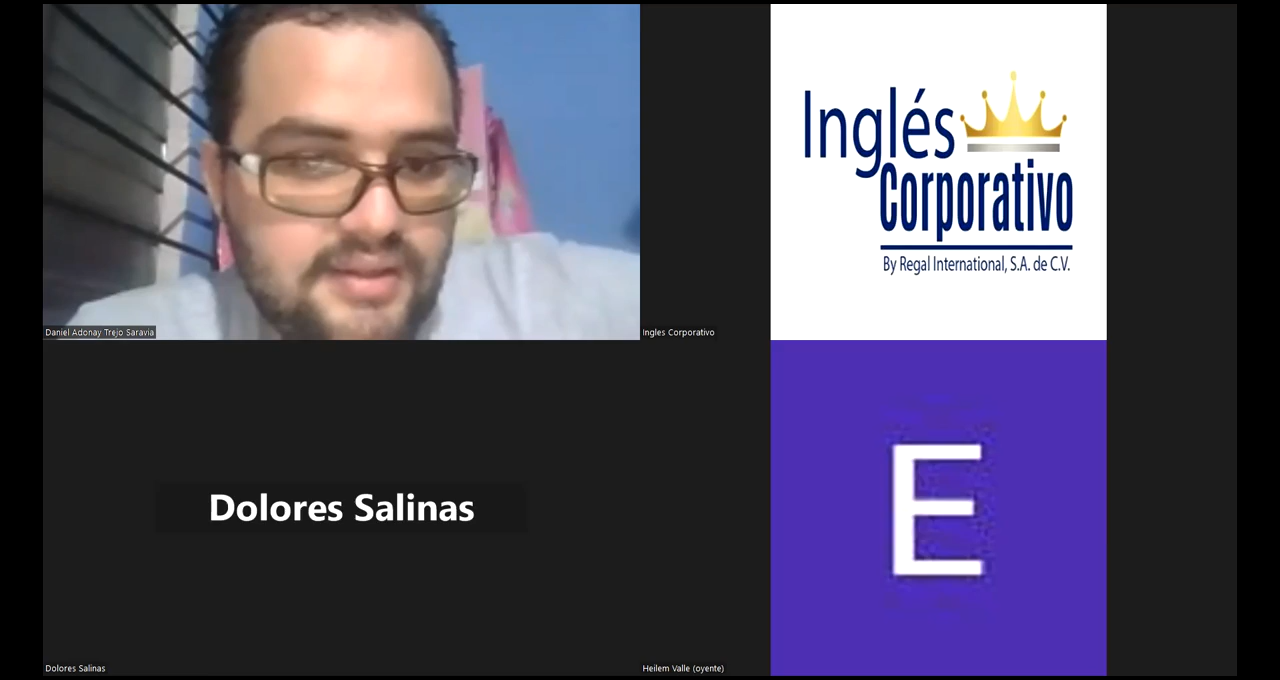 Daniel Adonay Trejo Saravia
Inglés
Corporativo
By Regal International, S.A. de C.V.
Ingles Corporativo
Dolores Salinas
Dolores Salinas
E
Heilem Valle (oyente)